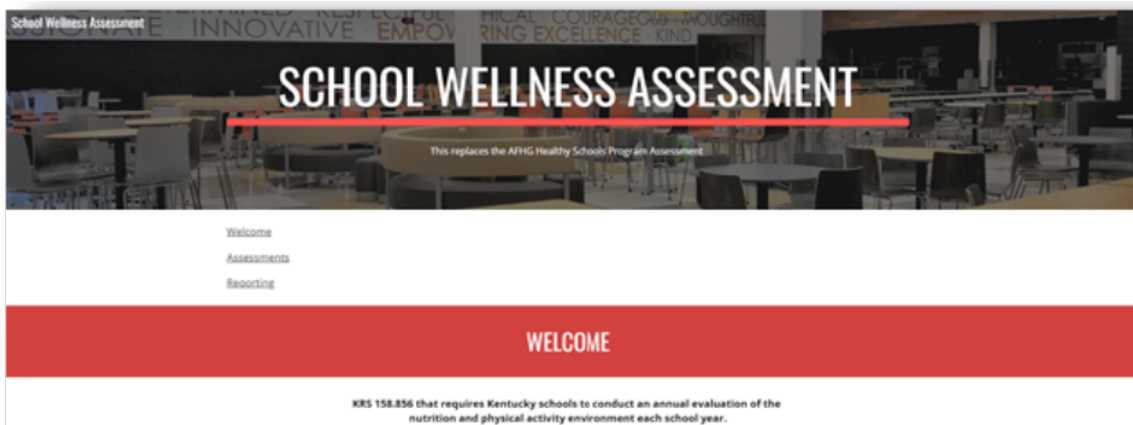 School Wellness Assessment
INNOVATIVE EXCELLENCE KIND
SCHOOL WELLNESS ASSESSMENT
This replaces the AFHG Healthy Schools Program Assessment
Welcome
Assessments
Reporting
WELCOME
KRS 158.856 that requires Kentucky schools to conduct an annual evaluation of the
nutrition and physical activity environment each school year.